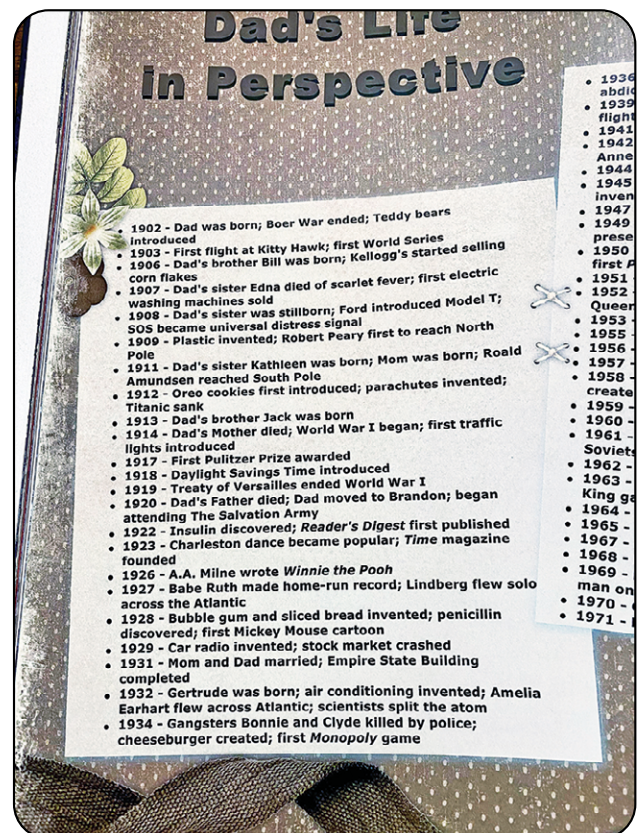 Dad's Life
in Perspective
• 1902 - Dad was born; Boer War ended; Teddy bears
introduced
• 1903 - First flight at Kitty Hawk; first World Series
• 1906 - Dad's brother Bill was born; Kellogg's started selling
corn flakes
• 1907 - Dad's sister Edna died of scarlet fever; first electric
washing machines sold
• 1908 - Dad's sister was stillborn; Ford introduced Model T;
SOS became universal distress signal
• 1909 - Plastic invented; Robert Peary first to reach North
Pole
• 1911 - Dad's sister Kathleen was born; Mom was born; Roald
Amundsen reached South Pole
• 1912 - Oreo cookies first introduced; parachutes invented;
Titanic sank
• 1913 - Dad's brother Jack was born
• 1914 - Dad's Mother died; World War I began; first traffic
lights introduced
• 1917 - First Pulitzer Prize awarded
• 1918 - Daylight Savings Time introduced
• 1919 - Treaty of Versailles ended World War I
• 1920 - Dad's Father died; Dad moved to Brandon; began
attending The Salvation Army
• 1922 - Insulin discovered; Reader's Digest first published
• 1923 - Charleston dance became popular; Time magazine
founded
• 1926 - A.A. Milne wrote Winnie the Pooh
• 1927 - Babe Ruth made home-run record; Lindberg flew solo
across the Atlantic
• 1928 - Bubble gum and sliced bread invented; penicillin
discovered; first Mickey Mouse cartoon
• 1929 - Car radio invented; stock market crashed
• 1931 - Mom and Dad married; Empire State Building
completed
• 1932 - Gertrude was born; air conditioning invented; Amelia
Earhart flew across Atlantic; scientists split the atom
• 1934 - Gangsters Bonnie and Clyde killed by police;
cheeseburger created; first Monopoly game
• 1936
abdic
• 1939
flight
• 1941
• 1942
Anne
• 1944
• 1945
inven
• 1947
• 1949
prese
• 1950
first P
• 1951
• 1952 -
Queen
• 1953 -
• 1955 -
• 1956 -
• 1957 -
• 1958 -
create
• 1959 -
• 1960 -
• 1961 -
Soviets
• 1962 -
• 1963 -
King ga
• 1964 -
• 1965 -
• 1967 -
• 1968 -
• 1969 -
man on
• 1970 -
• 1971 -